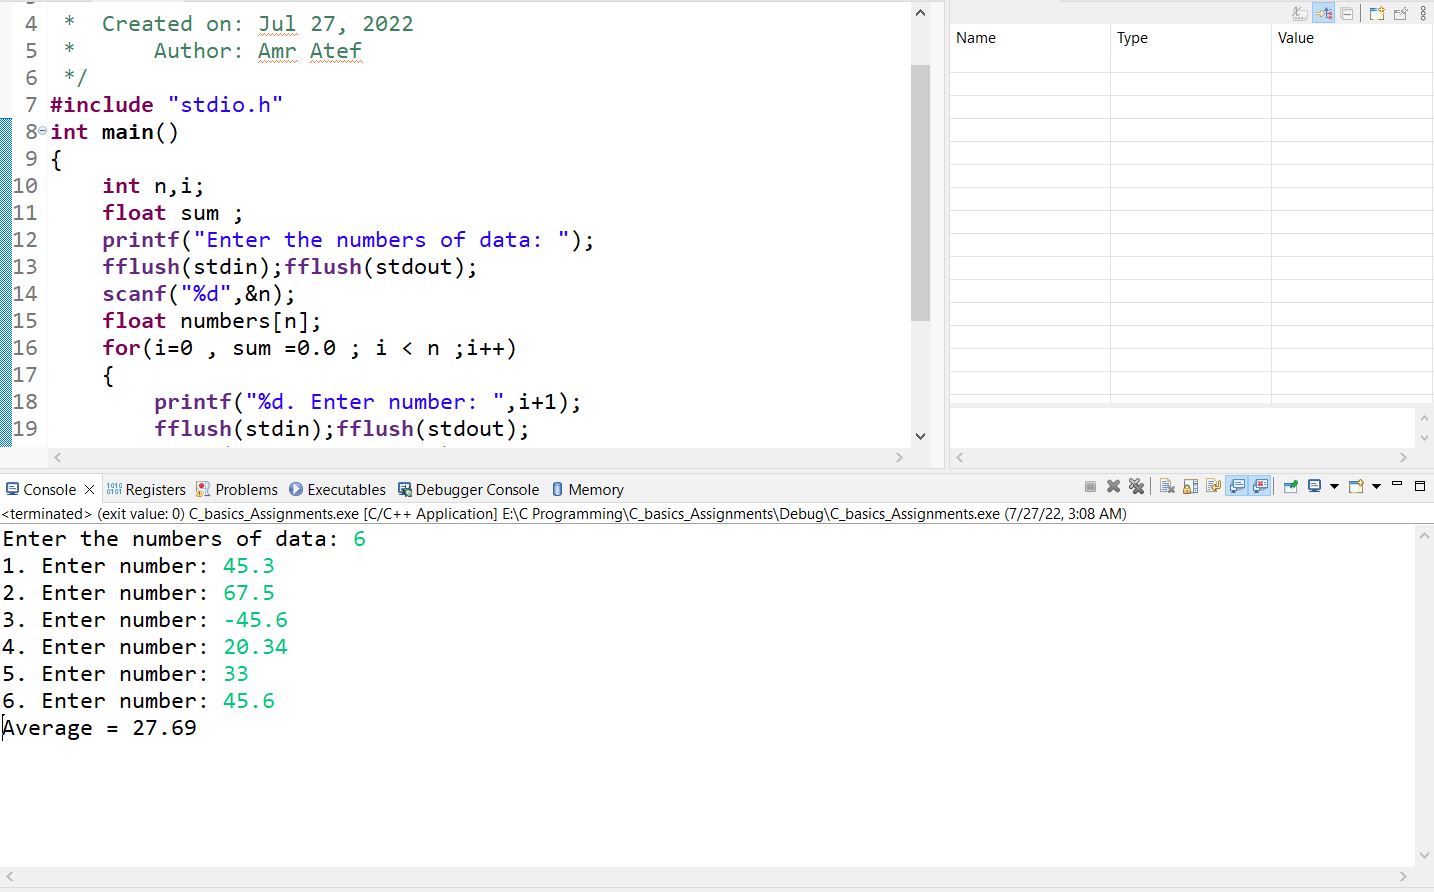 4 * Created on: Jul 27, 2022
5 * Author: Amr Atef
6 */
7 #include "stdio.h"
8 int main()
9 {
10 int n,i;
11 float sum ;
12 printf("Enter the numbers of data: ");
13 fflush(stdin);fflush(stdout);
14 scanf("%d",&n);
15 float numbers[n];
16 for(i=0 , sum =0.0 ; i < n ;i++)
17 {
18 printf("%d. Enter number: ",i+1);
19 fflush(stdin);fflush(stdout);
Name Type Value
Console Registers Problems Executables Debugger Console Memory
<terminated> (exit value: 0) C_basics_Assignments.exe [C/C++ Application] E:\C Programming\C_basics_Assignments\Debug\C_basics_Assignments.exe (7/27/22, 3:08 AM)
Enter the numbers of data: 6
1. Enter number: 45.3
2. Enter number: 67.5
3. Enter number: -45.6
4. Enter number: 20.34
5. Enter number: 33
6. Enter number: 45.6
Average = 27.69